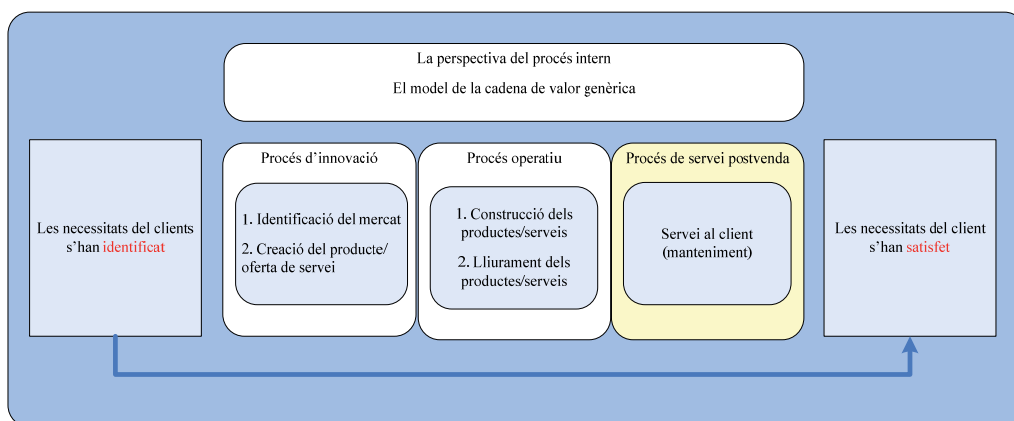 La perspectiva del procés intern
El model de la cadena de valor genèrica
Les necessitats del clients
s'han identificat
Procés d'innovació
1. Identificació del mercat
2. Creació del producte/
oferta de servei
Procés operatiu
1. Construcció dels
productes/serveis
2. Lliurament dels
productes/serveis
Procés de servei postvenda
Servei al client
(manteniment)
Les necessitats del client
s'han satisfet